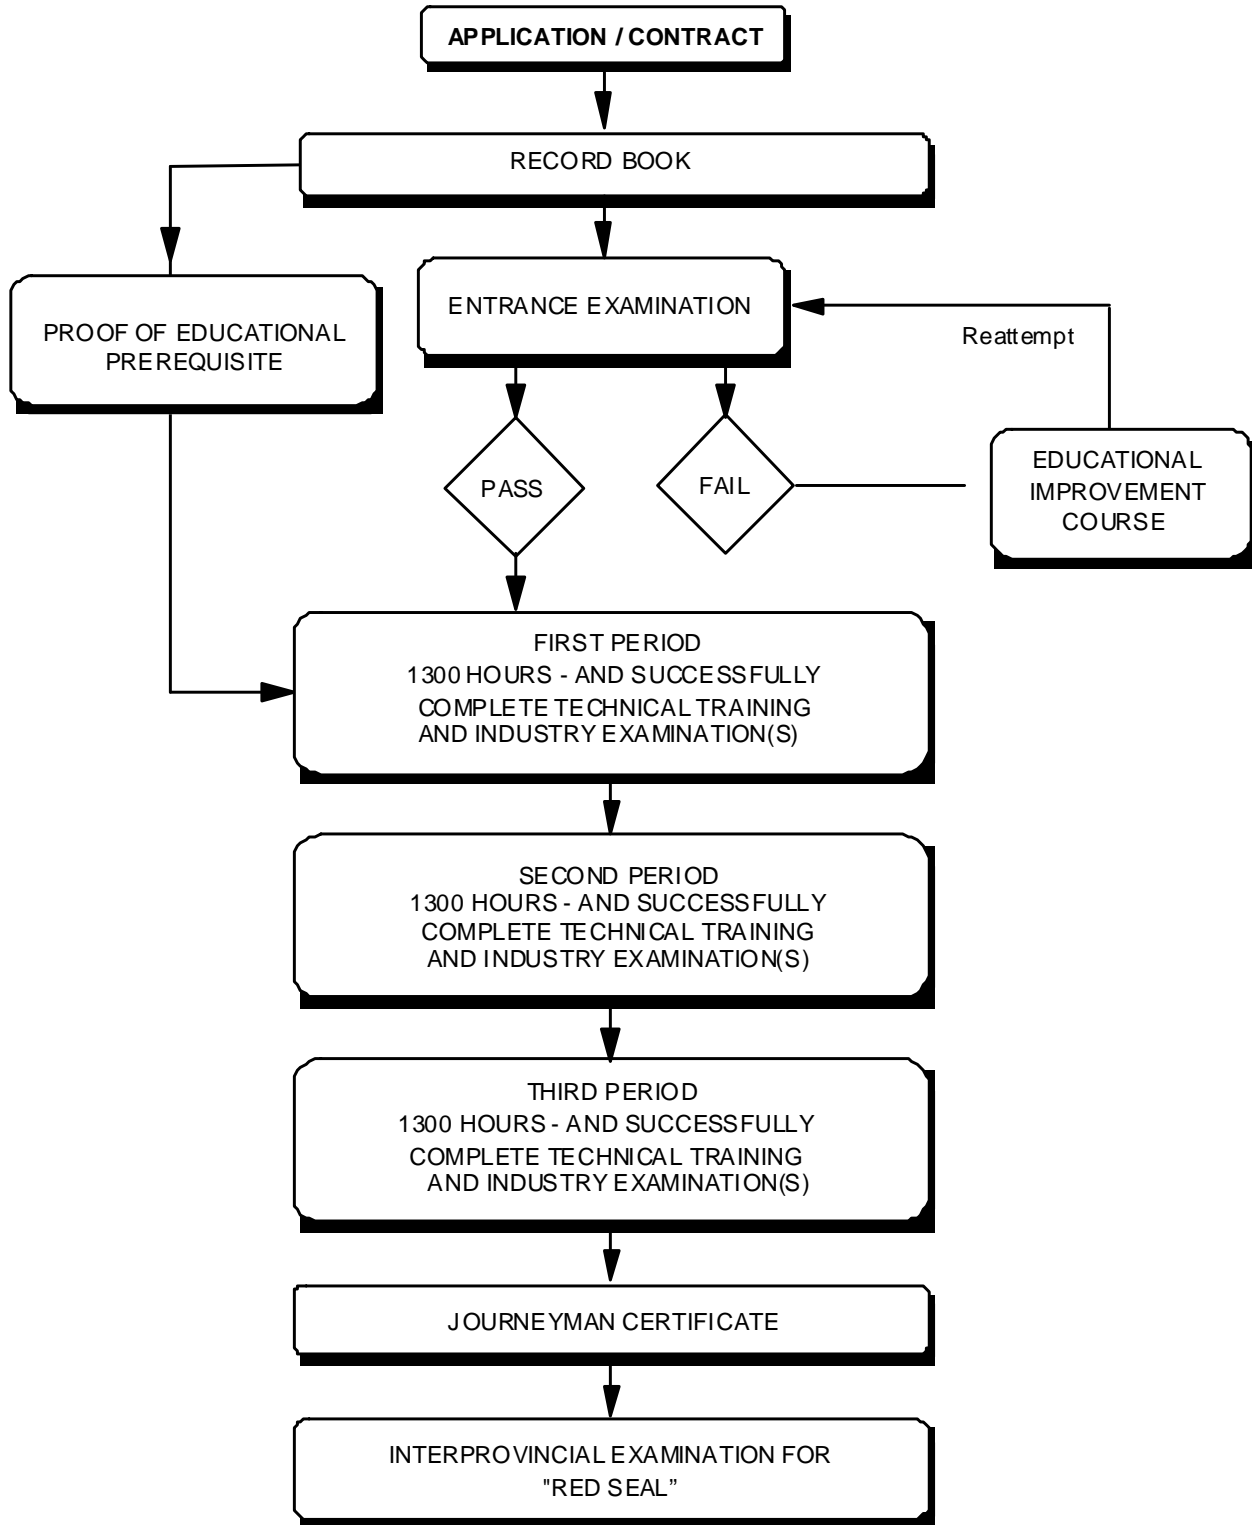 APPLICATION / CONTRACT
RECORD BOOK
PROOF OF EDUCATIONAL
PREREQUISITE
ENTRANCE EXAMINATION
Reattempt
PASS
FAIL
EDUCATIONAL
IMPROVEMENT
COURSE
FIRST PERIOD
1300 HOURS - AND SUCCESSFULLY
COMPLETE TECHNICAL TRAINING
AND INDUSTRY EXAMINATION(S)
SECOND PERIOD
1300 HOURS - AND SUCCESSFULLY
COMPLETE TECHNICAL TRAINING
AND INDUSTRY EXAMINATION(S)
THIRD PERIOD
1300 HOURS - AND SUCCESSFULLY
COMPLETE TECHNICAL TRAINING
AND INDUSTRY EXAMINATION(S)
JOURNEYMAN CERTIFICATE
INTERPROVINCIAL EXAMINATION FOR
"RED SEAL”